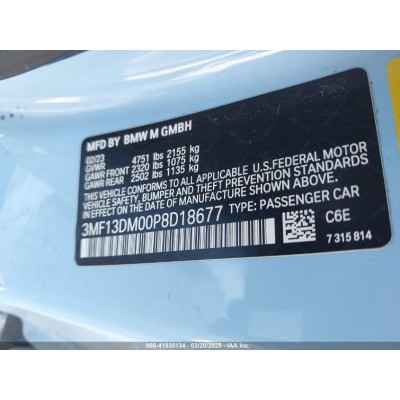 MFD BY BMW M GMBH
02/23
GVWR 4751 lbs 2155 kg
GAWR FRONT 2320 lbs 1075 kg
GAWR REAR 2502 lbs 1135 kg
THIS VEHICLE CONFORMS TO ALL APPLICABLE U.S. FEDERAL MOTOR
VEHICLE SAFETY, BUMPER, AND THEFT PREVENTION STANDARDS IN
EFFECT ON THE DATE OF MANUFACTURE SHOWN ABOVE.
3MF13DM00P8D18677 TYPE: PASSENGER CAR
C6E
7 315 814
000-41836134 - 03/20/2025 - IAA Inc.